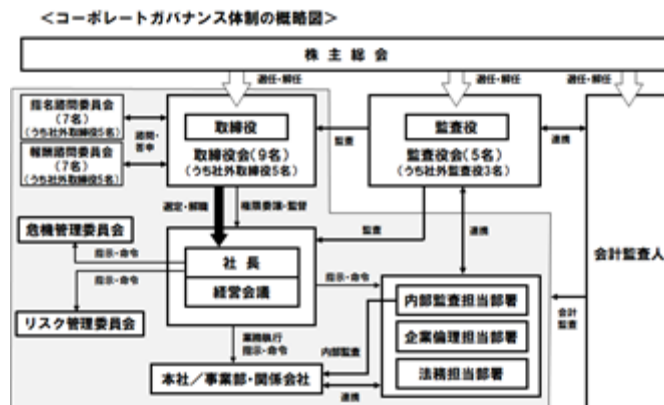 ＜コーポレートガバナンス体制の概略図＞
株主総会
選任・解任
選任・解任
選任・解任
指名諮問委員会
（7名）
（うち社外取締役5名）
報酬諮問委員会
（7名）
（うち社外取締役5名）
諮問・
答申
取締役
取締役会（9名）
（うち社外取締役5名）
監査
監査役
監査役会（5名）
（うち社外監査役3名）
連携
会計監査人
選定・解職
権限委譲・監督
危機管理委員会
指示・命令
社長
経営会議
監査
連携
指示・命令
リスク管理委員会
指示・命令
内部監査担当部署
企業倫理担当部署
法務担当部署
会計
監査
業務執行
指示・命令
内部監査
本社／事業部・関係会社
連携